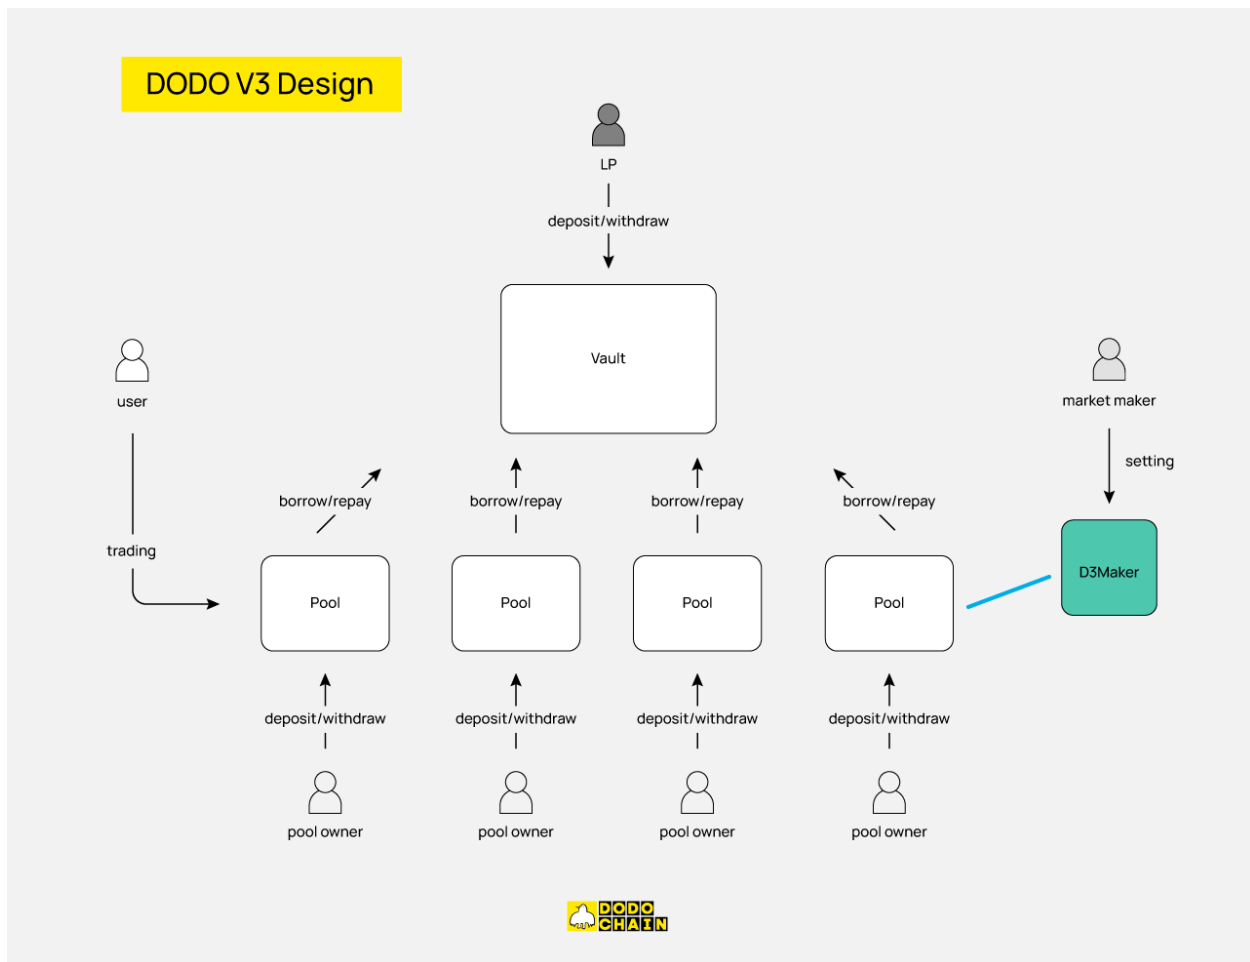 DODO V3 Design
LP
deposit/withdraw
Vault
user
market maker
setting
borrow/repay
borrow/repay
borrow/repay
borrow/repay
trading
D3Maker
Pool
Pool
Pool
Pool
deposit/withdraw
deposit/withdraw
deposit/withdraw
deposit/withdraw
pool owner
pool owner
pool owner
pool owner
DODO
CHAIN